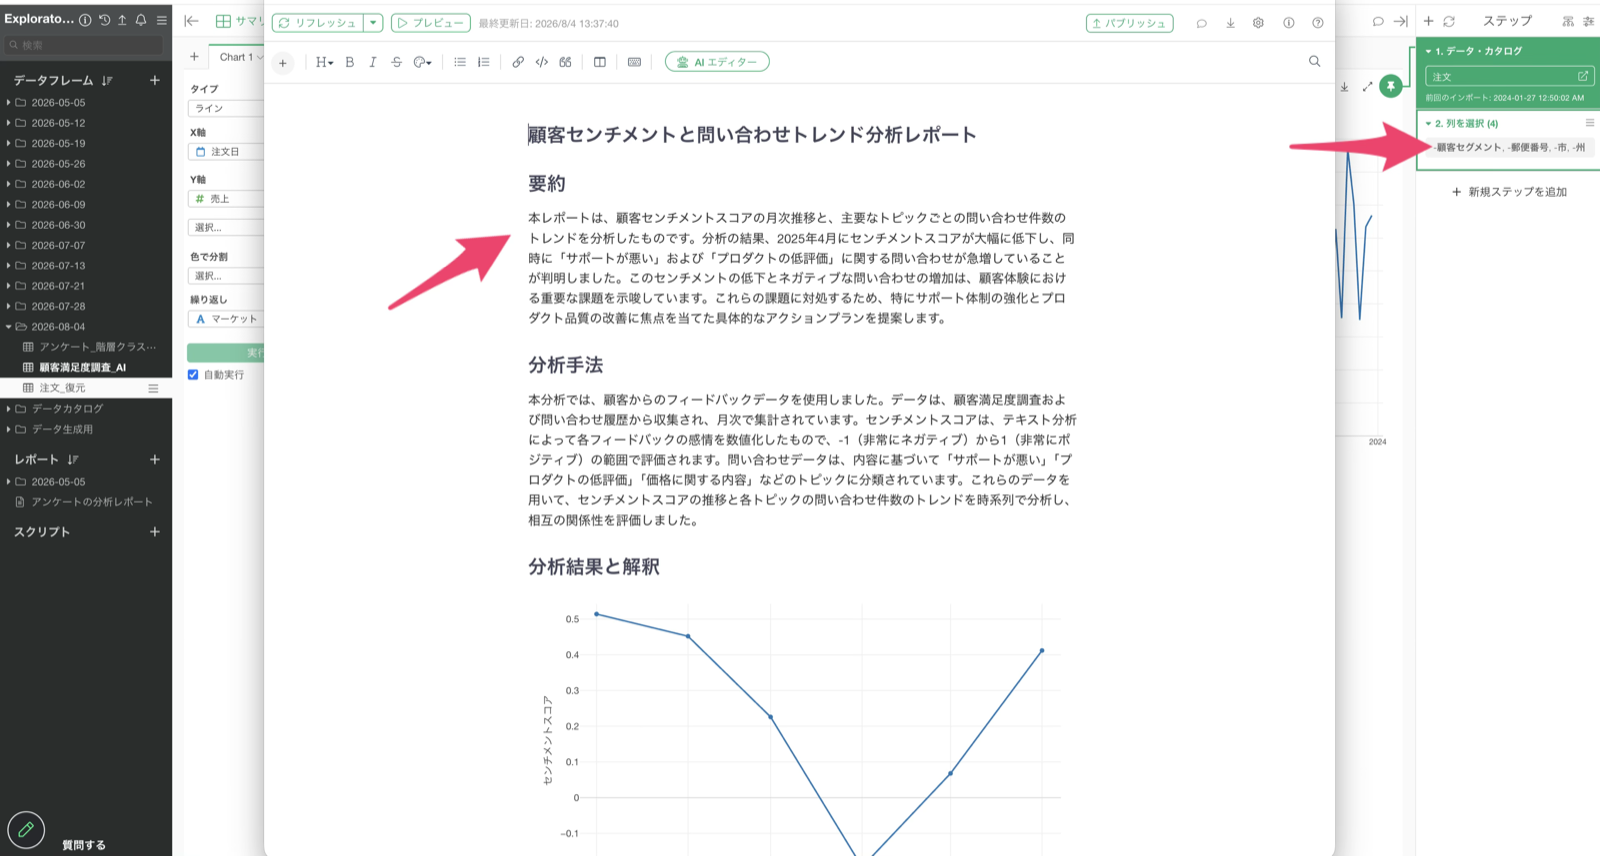 Explorato...
検索
データフレーム
2026-05-05
2026-05-12
2026-05-19
2026-05-26
2026-06-02
2026-06-09
2026-06-30
2026-07-07
2026-07-13
2026-07-21
2026-07-28
2026-08-04
アンケート_階層クラス...
顧客満足度調査_AI
注文_復元
データカタログ
データ生成用
レポート
2026-05-05
アンケートの分析レポート
スクリプト
質問する
サマリ
Chart 1
タイプ
ライン
X軸
注文日
Y軸
# 売上
選択...
色で分割
選択...
繰り返し
A マーケット
実行
自動実行
リフレッシュ
プレビュー
最終更新日: 2026/8/4 13:37:40
パブリッシュ
H B I S
AI エディター
顧客センチメントと問い合わせトレンド分析レポート
要約
本レポートは、顧客センチメントスコアの月次推移と、主要なトピックごとの問い合わせ件数の
トレンドを分析したものです。分析の結果、2025年4月にセンチメントスコアが大幅に低下し、同
時に「サポートが悪い」および「プロダクトの低評価」に関する問い合わせが急増していること
が判明しました。このセンチメントの低下とネガティブな問い合わせの増加は、顧客体験におけ
る重要な課題を示唆しています。これらの課題に対処するため、特にサポート体制の強化とプロ
ダクト品質の改善に焦点を当てた具体的なアクションプランを提案します。
分析手法
本分析では、顧客からのフィードバックデータを使用しました。データは、顧客満足度調査およ
び問い合わせ履歴から収集され、月次で集計されています。センチメントスコアは、テキスト分析
によって各フィードバックの感情を数値化したもので、-1（非常にネガティブ）から1（非常にポ
ジティブ）の範囲で評価されます。問い合わせデータは、内容に基づいて「サポートが悪い」「プ
ロダクトの低評価」「価格に関する内容」などのトピックに分類されています。これらのデータを
用いて、センチメントスコアの推移と各トピックの問い合わせ件数のトレンドを時系列で分析し、
相互の関係性を評価しました。
分析結果と解釈
センチメントスコア
0.5
0.4
0.3
0.2
0.1
0
−0.1
2024
ステップ
1. データ・カタログ
注文
前回のインポート: 2024-01-27 12:50:02 AM
2. 列を選択 (4)
-顧客セグメント, -郵便番号, -市, -州
+ 新規ステップを追加